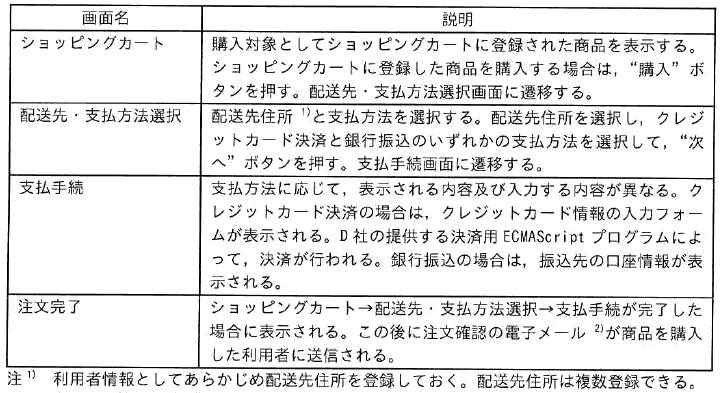 画面名 説明
ショッピングカート 購入対象としてショッピングカートに登録された商品を表示する。
ショッピングカートに登録した商品を購入する場合は，“購入”ボ
タンを押す。配送先・支払方法選択画面に遷移する。
配送先・支払方法選択 配送先住所 1)と支払方法を選択する。配送先住所を選択し，クレジ
ットカード決済と銀行振込のいずれかの支払方法を選択して，“次
へ”ボタンを押す。支払手続画面に遷移する。
支払手続 支払方法に応じて，表示される内容及び入力する内容が異なる。ク
レジットカード決済の場合は，クレジットカード情報の入力フォー
ムが表示される。D 社の提供する決済用 ECMAScript プログラムによ
って，決済が行われる。銀行振込の場合は，振込先の口座情報が表
示される。
注文完了 ショッピングカート→配送先・支払方法選択→支払手続が完了した
場合に表示される。この後に注文確認の電子メール 2)が商品を購入
した利用者に送信される。
注 1) 利用者情報としてあらかじめ配送先住所を登録しておく。配送先住所は複数登録できる。